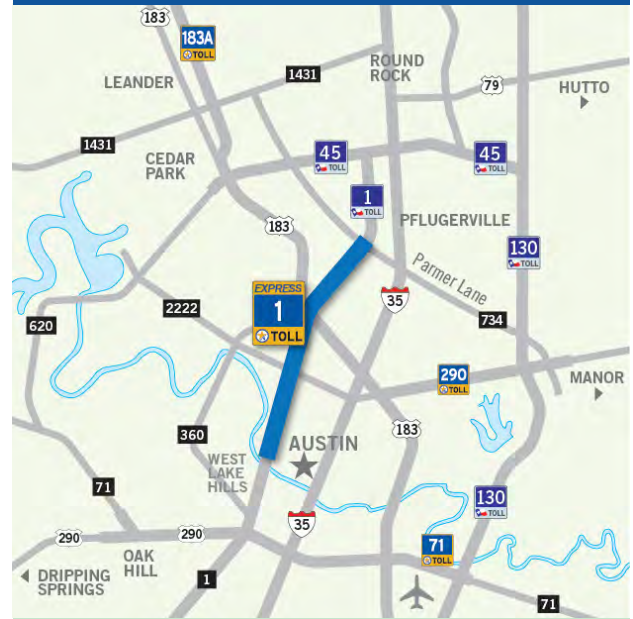 183
183A
TOLL
LEANDER
1431
ROUND
ROCK
79
HUTTO
1431
CEDAR
PARK
45
TOLL
45
TOLL
1
TOLL
183
PFLUGERVILLE
130
TOLL
Parmer Lane
EXPRESS
1
TOLL
35
2222
620
734
290
TOLL
MANOR
360
183
AUSTIN
WEST
LAKE
HILLS
71
130
TOLL
35
290
290
71
TOLL
OAK
HILL
DRIPPING
SPRINGS
1
71